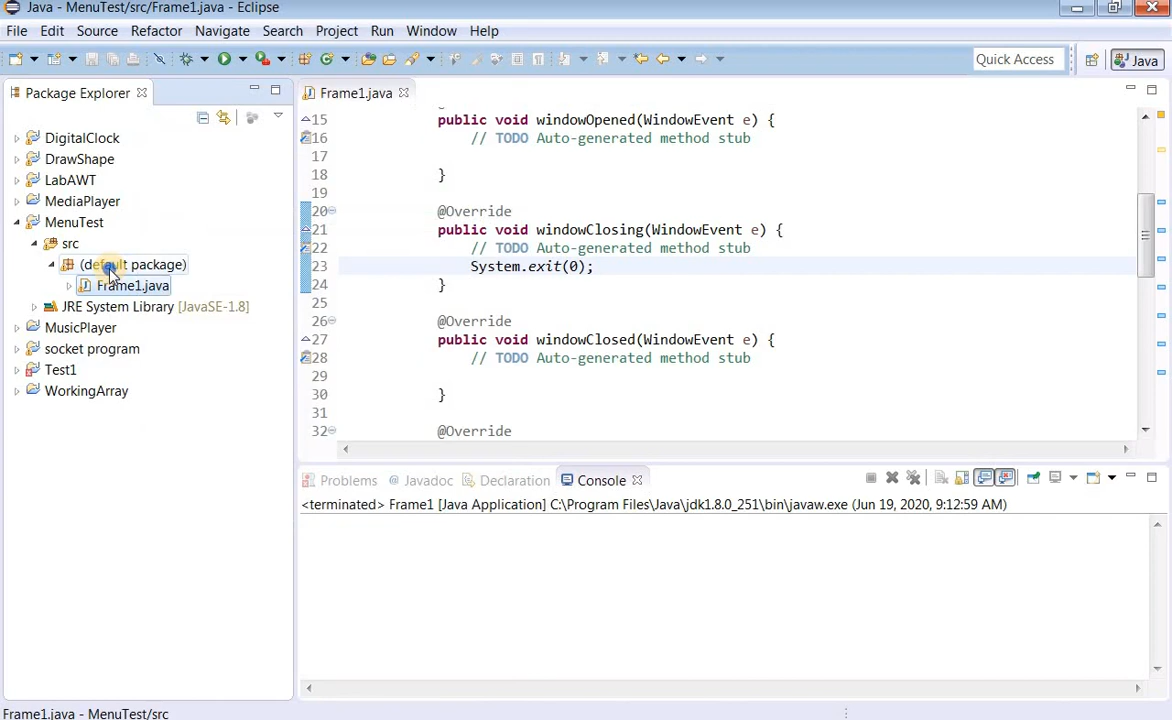 Java - MenuTest/src/Frame1.java - Eclipse
File Edit Source Refactor Navigate Search Project Run Window Help
Quick Access
Java
Package Explorer
Frame1.java
DigitalClock
DrawShape
LabAWT
MediaPlayer
MenuTest
src
(default package)
Frame1.java
JRE System Library [JavaSE-1.8]
MusicPlayer
socket program
Test1
WorkingArray
15 public void windowOpened(WindowEvent e) {
16 // TODO Auto-generated method stub
17
18 }
19
20 @Override
21 public void windowClosing(WindowEvent e) {
22 // TODO Auto-generated method stub
23 System.exit(0);
24 }
25
26 @Override
27 public void windowClosed(WindowEvent e) {
28 // TODO Auto-generated method stub
29
30 }
31
32 @Override
Problems @ Javadoc Declaration Console
<terminated> Frame1 [Java Application] C:\Program Files\Java\jdk1.8.0_251\bin\javaw.exe (Jun 19, 2020, 9:12:59 AM)
Frame1.java - MenuTest/src